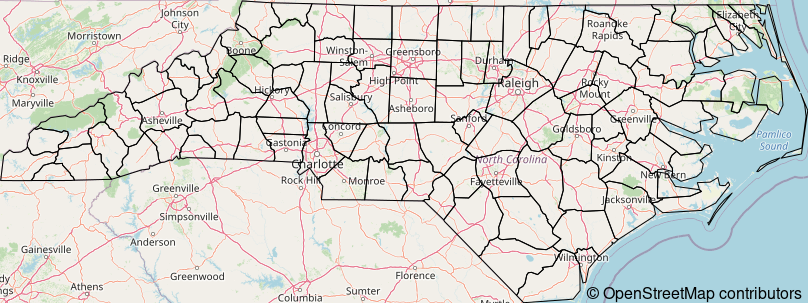 Johnson
City
Elizabeth
City
Roanoke
Rapids
Morristown
Boone
Winston-
Salem
Greensboro
Ridge
Knoxville
Durham
High Point
Raleigh
Rocky
Mount
Hickory
Salisbury
Maryville
Asheboro
Asheville
Sanford
Greenville
Concord
Goldsboro
Pamlico
Sound
Gastonia
Kinston
Charlotte
North Carolina
New Bern
Rock Hill
Monroe
Fayetteville
Greenville
Jacksonville
Simpsonville
Anderson
Gainesville
Wilmington
Greenwood
Florence
Athens
Sumter
Columbia
Myrtle
© OpenStreetMap contributors